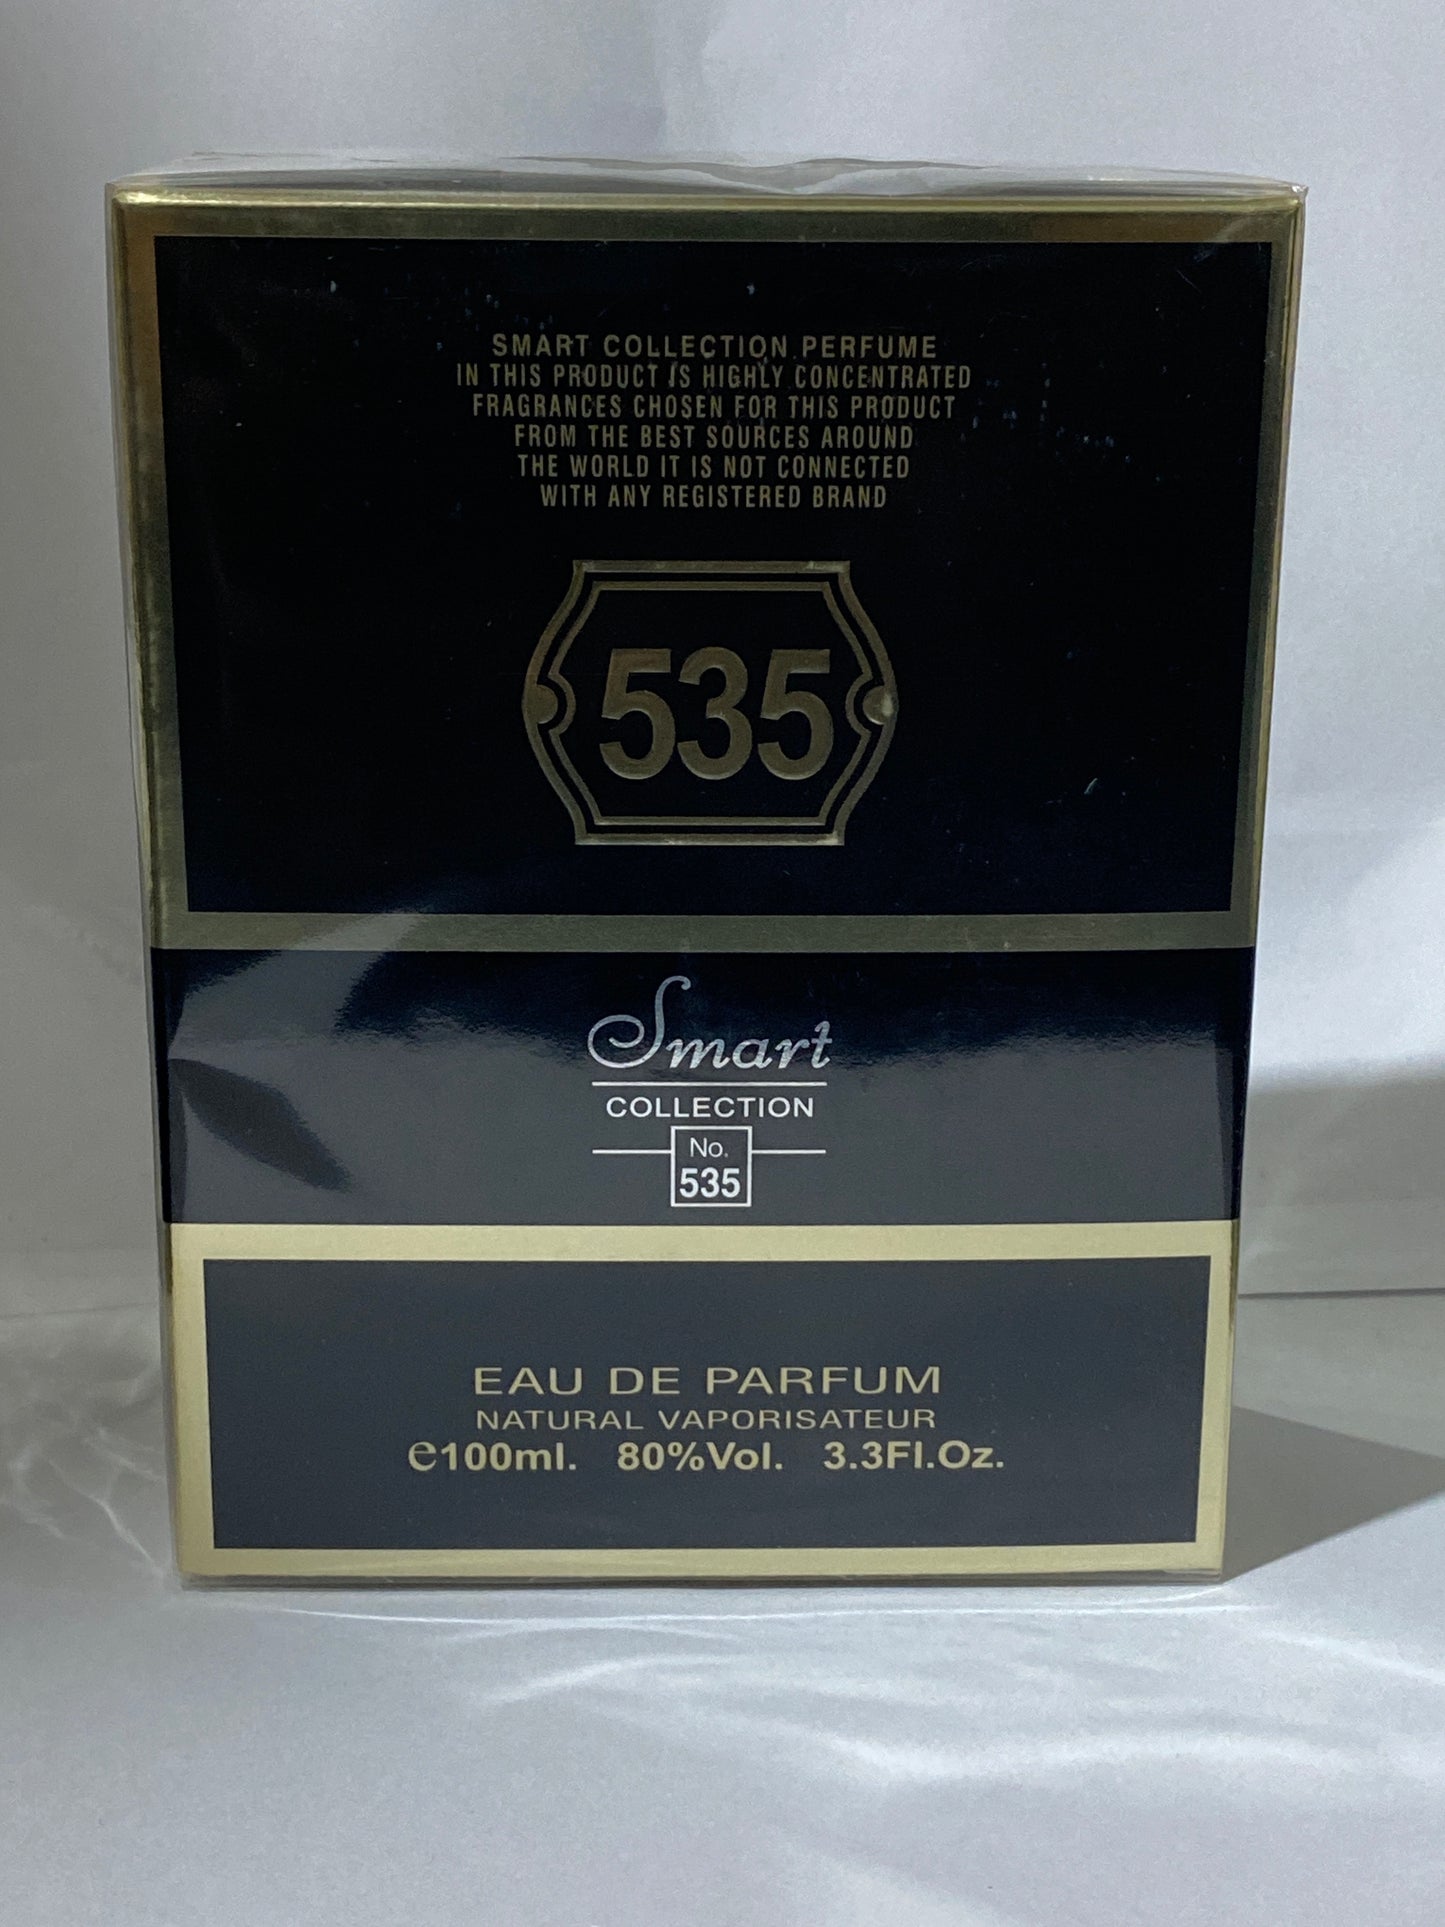 SMART COLLECTION PERFUME
IN THIS PRODUCT IS HIGHLY CONCENTRATED
FRAGRANCES CHOSEN FOR THIS PRODUCT
FROM THE BEST SOURCES AROUND
THE WORLD IT IS NOT CONNECTED
WITH ANY REGISTERED BRAND
535
Smart
COLLECTION
No.
535
EAU DE PARFUM
NATURAL VAPORISATEUR
℮100ml. 80%Vol. 3.3Fl.Oz.